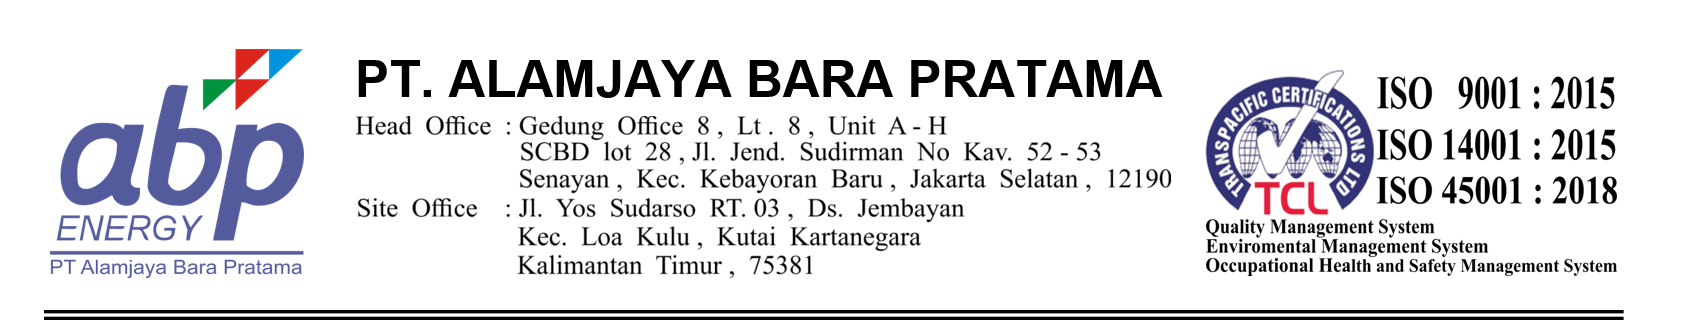 abp
ENERGY
PT Alamjaya Bara Pratama
PT. ALAMJAYA BARA PRATAMA
Head Office : Gedung Office 8 , Lt . 8 , Unit A - H
SCBD lot 28 , Jl. Jend. Sudirman No Kav. 52 - 53
Senayan , Kec. Kebayoran Baru , Jakarta Selatan , 12190
Site Office : Jl. Yos Sudarso RT. 03 , Ds. Jembayan
Kec. Loa Kulu , Kutai Kartanegara
Kalimantan Timur , 75381
TRANSPACIFIC CERTIFICATIONS LTD
TCL
ISO 9001 : 2015
ISO 14001 : 2015
ISO 45001 : 2018
Quality Management System
Enviromental Management System
Occupational Health and Safety Management System